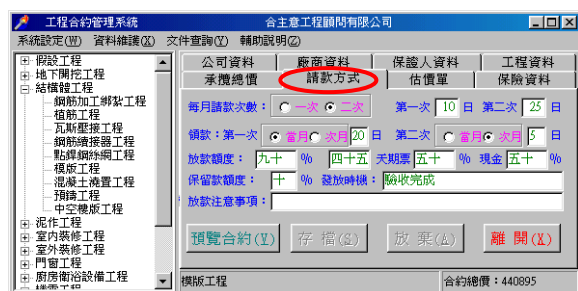 工程合約管理系統 合主意工程顧問有限公司
系統設定(W) 資料維護(X) 文件查詢(Y) 輔助說明(Z)
假設工程
地下開挖工程
結構體工程
鋼筋加工綁紮工程
植筋工程
瓦斯壓接工程
鋼筋續接器工程
點銲鋼絲網工程
模版工程
混凝土澆置工程
預鑄工程
中空樓版工程
泥作工程
室內裝修工程
室外裝修工程
門窗工程
廚房衛浴設備工程
公司資料 廠商資料 保證人資料 工程資料
承攬總價 請款方式 估價單 保險資料
每月請款次數： 一次 二次 第一次 10 日 第二次 25 日
領款：第一次 當月 次月 20 日 第二次 當月 次月 5 日
放款額度： 九十 % 四十五 天期票 五十 % 現金 五十 %
保留款額度： 十 % 發放時機： 驗收完成
放款注意事項：
預覽合約(Y) 存 檔(S) 放 棄(A) 離 開(X)
模版工程 合約總價：440895